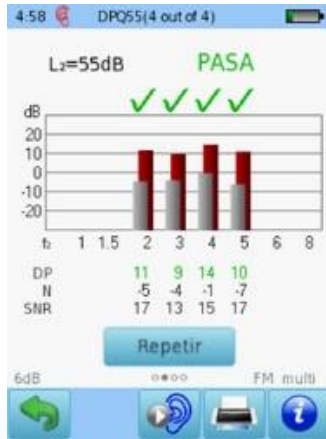 4:58 DPQ55(4 out of 4)
L₂=55dB PASA
dB
20
10
0
-10
-20
f₂ 1 1.5 2 3 4 5 6 8
DP 11 9 14 10
N -5 -4 -1 -7
SNR 17 13 15 17
Repetir
6dB FM multi
i